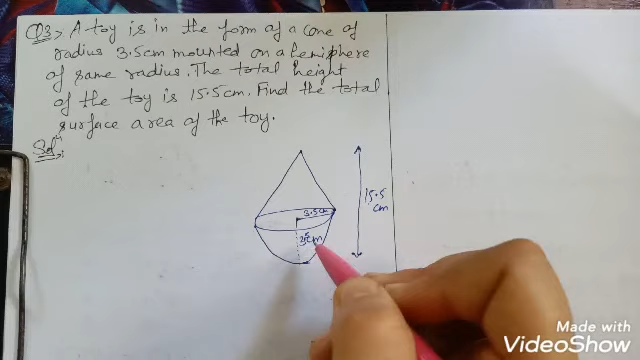 Q3> A toy is in the form of a cone of
radius 3.5cm mounted on a hemisphere
of same radius. The total height
of the toy is 15.5cm. Find the total
surface area of the toy.
Solⁿ:
3.5cm
15.5
cm
3.5cm
Made with
VideoShow